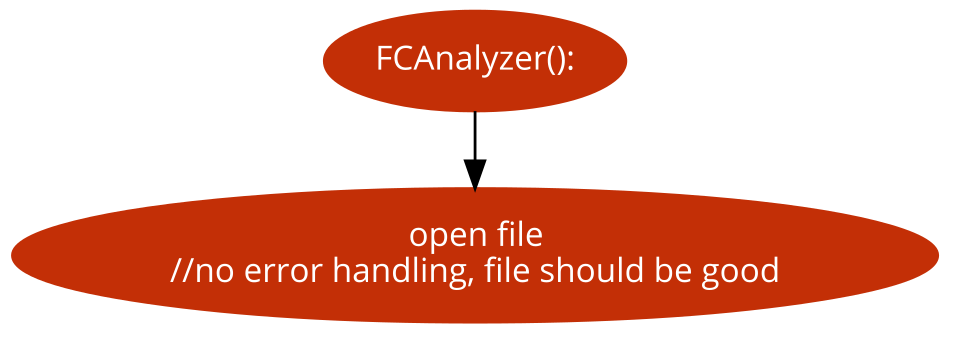 FCAnalyzer():
open file
//no error handling, file should be good